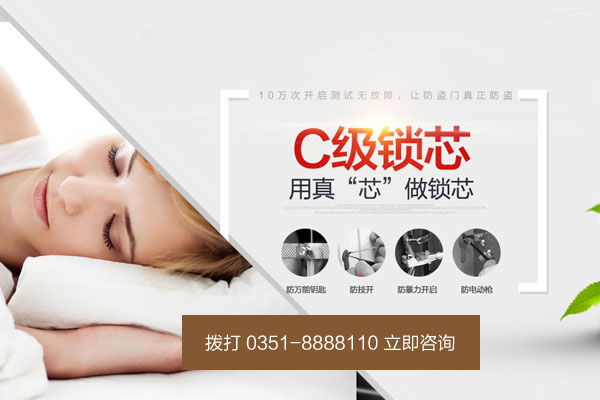 10万次开启测试无故障，让防盗门真正防盗
C级锁芯
用真“芯”做锁芯
防万能钥匙 防技开 防暴力开启 防电动枪
拨打 0351-8888110 立即咨询